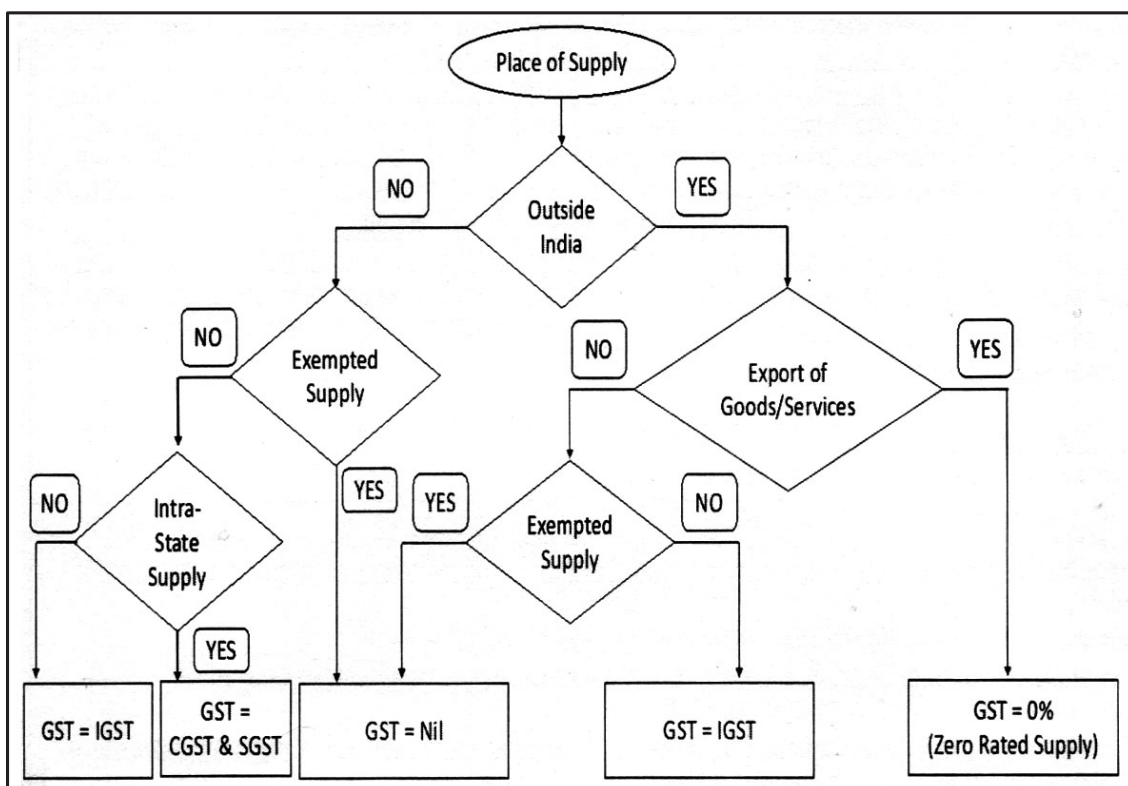 Place of Supply
NO
YES
Outside
India
NO
Exempted
Supply
NO
Export of
Goods/Services
YES
NO
Intra-
State
Supply
YES
YES
Exempted
Supply
NO
YES
GST = IGST
GST =
CGST & SGST
GST = Nil
GST = IGST
GST = 0%
(Zero Rated Supply)